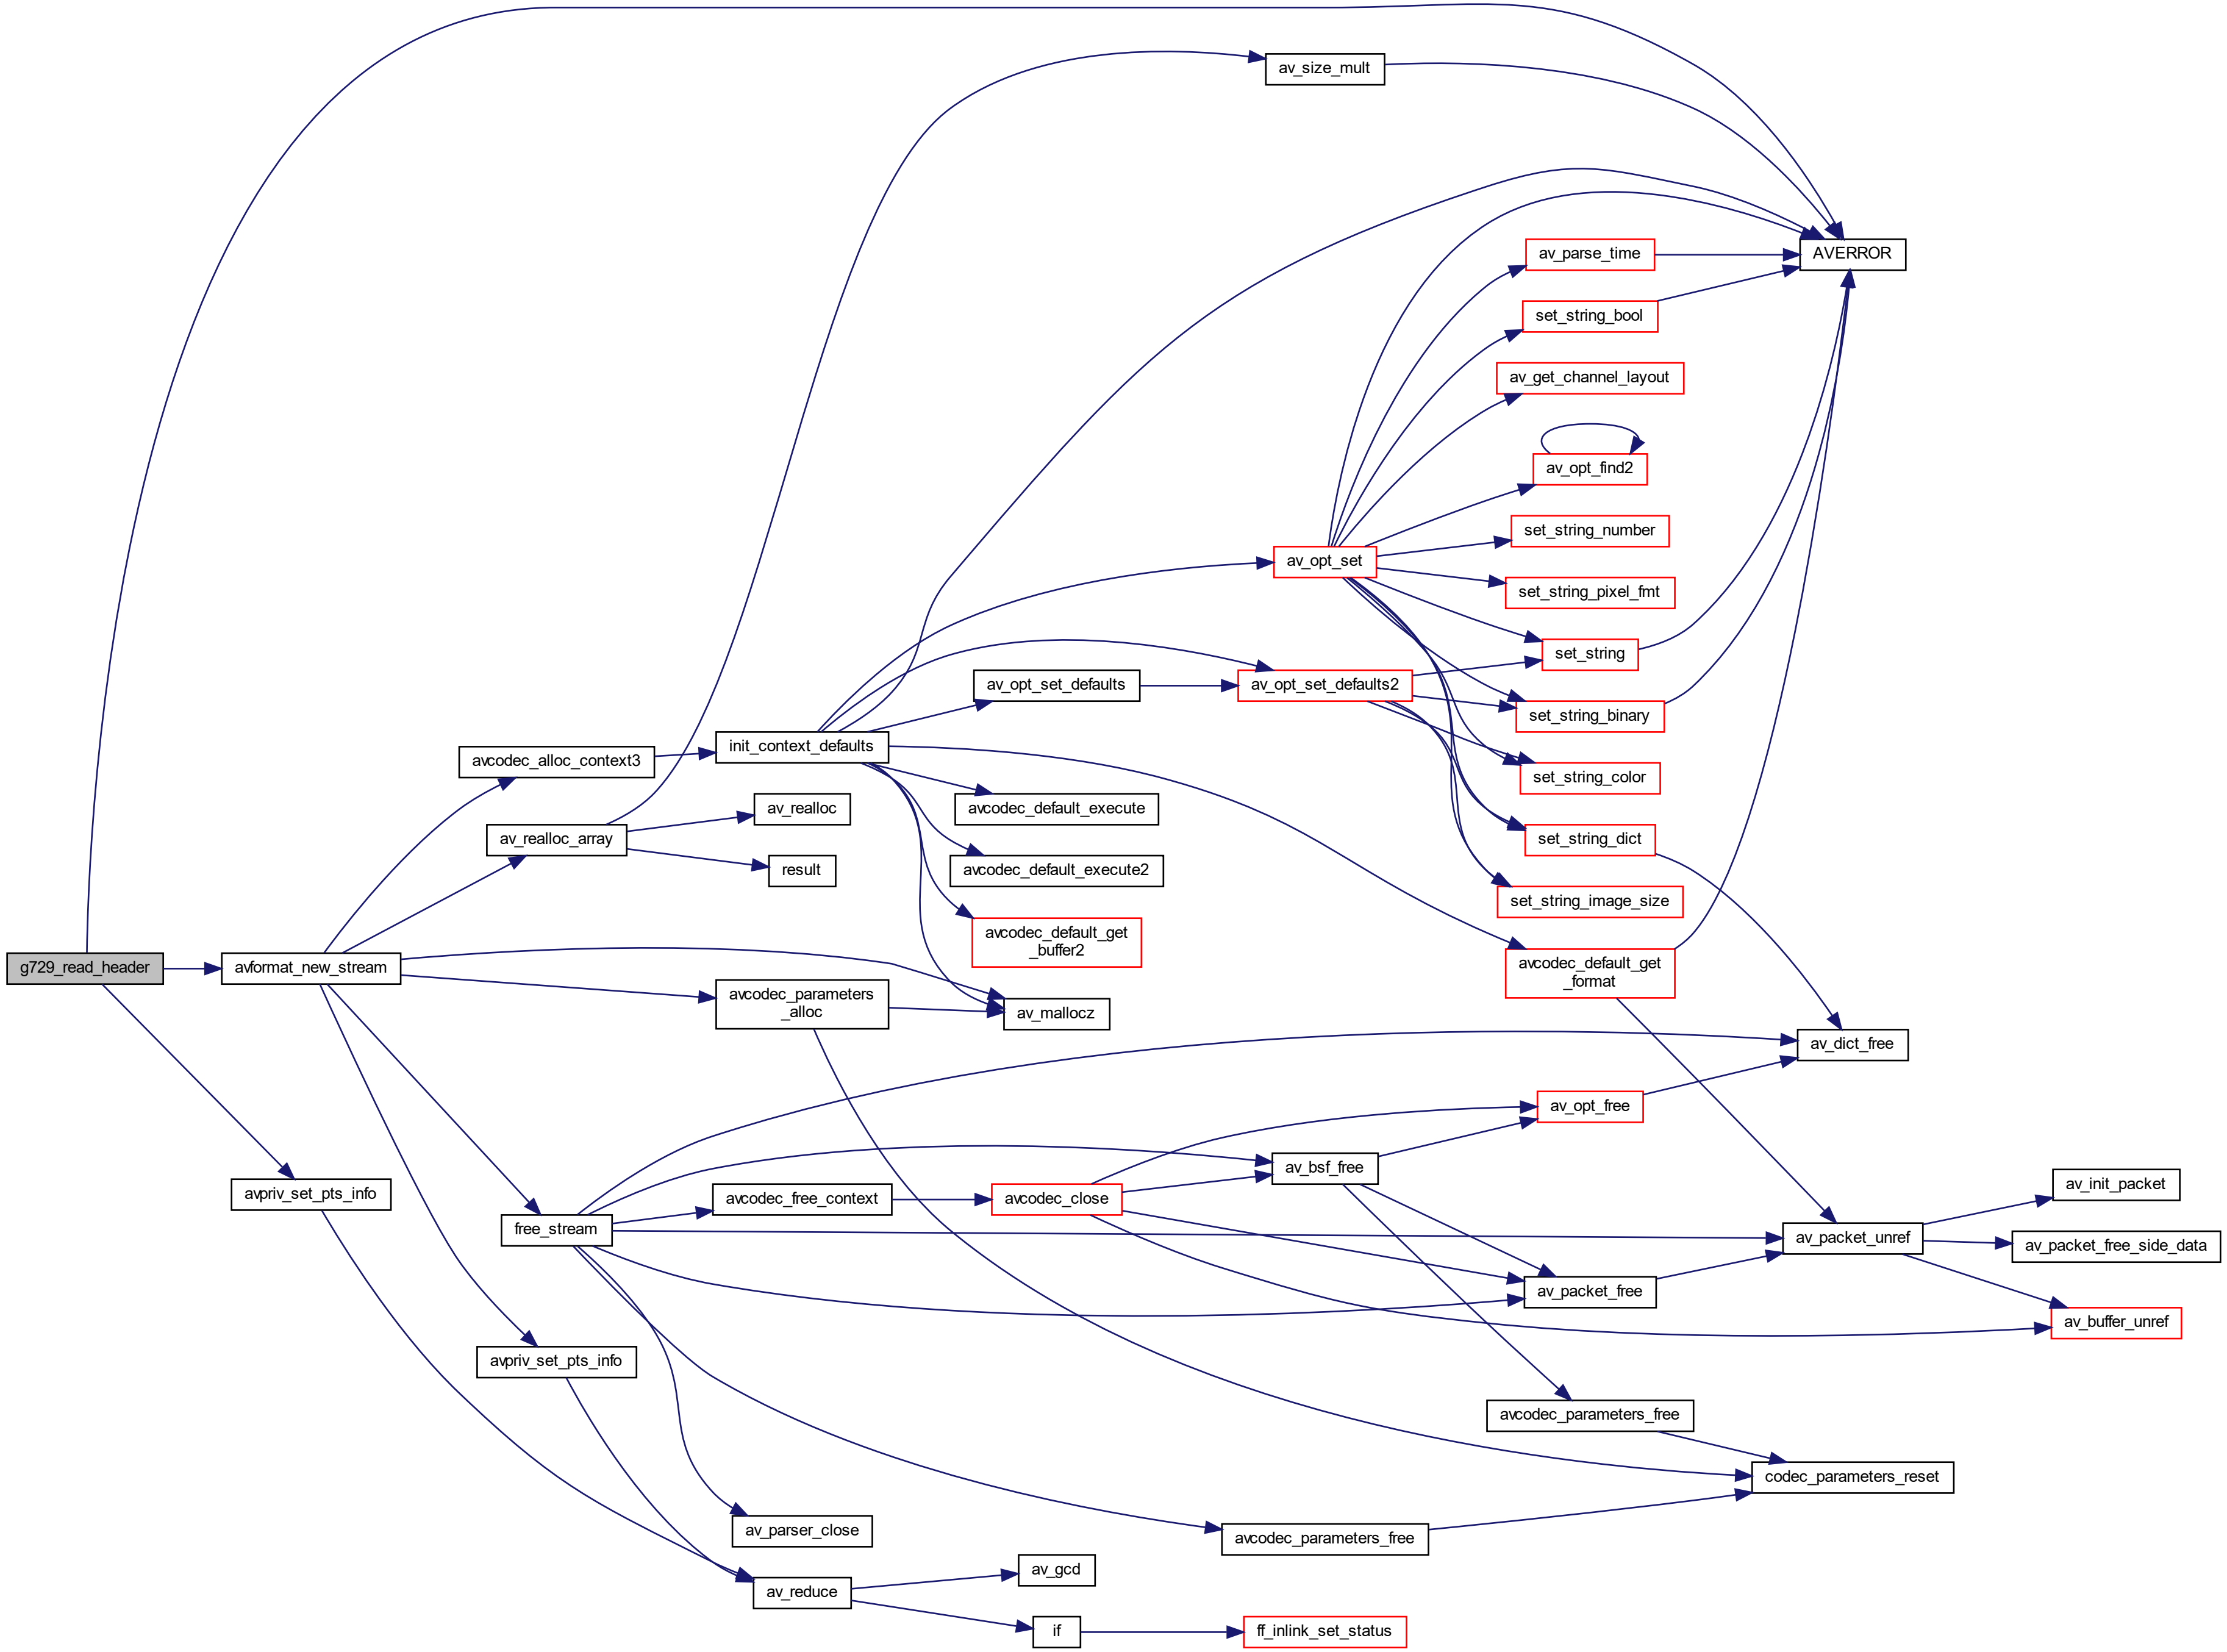 av_size_mult
AVERROR
av_parse_time
set_string_bool
av_get_channel_layout
av_opt_find2
set_string_number
av_opt_set
set_string_pixel_fmt
set_string
av_opt_set_defaults
av_opt_set_defaults2
set_string_binary
init_context_defaults
avcodec_alloc_context3
set_string_color
avcodec_default_execute
av_realloc
av_realloc_array
set_string_dict
result
avcodec_default_execute2
set_string_image_size
avcodec_default_get
_buffer2
g729_read_header
avformat_new_stream
avcodec_default_get
_format
avcodec_parameters
_alloc
av_mallocz
av_dict_free
av_opt_free
av_bsf_free
av_init_packet
avpriv_set_pts_info
avcodec_free_context
avcodec_close
free_stream
av_packet_unref
av_packet_free_side_data
av_packet_free
av_buffer_unref
avpriv_set_pts_info
avcodec_parameters_free
codec_parameters_reset
av_parser_close
avcodec_parameters_free
av_gcd
av_reduce
if
ff_inlink_set_status